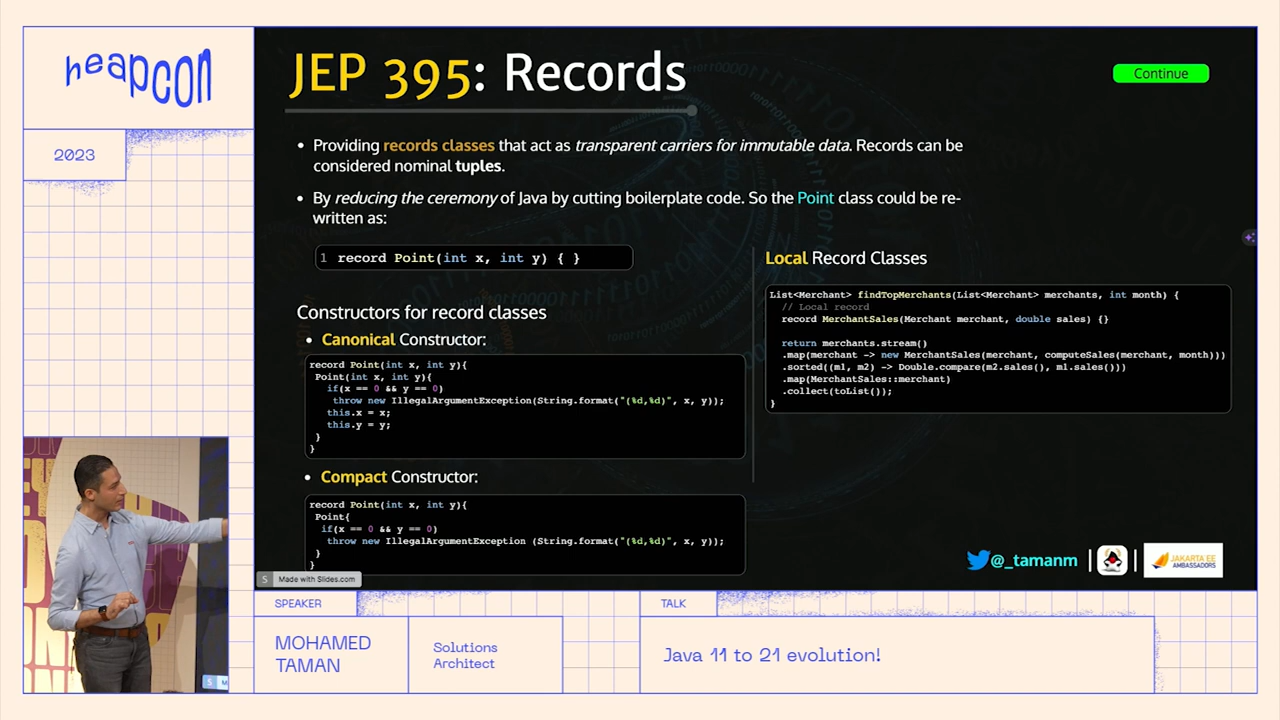 heapcon
2023
JEP 395: Records
Continue
• Providing records classes that act as transparent carriers for immutable data. Records can be
considered nominal tuples.
• By reducing the ceremony of Java by cutting boilerplate code. So the Point class could be re-
written as:
1 record Point(int x, int y) { }
Constructors for record classes
• Canonical Constructor:
record Point(int x, int y){
Point(int x, int y){
if(x == 0 && y == 0)
throw new IllegalArgumentException(String.format("(%d,%d)", x, y));
this.x = x;
this.y = y;
}
}
• Compact Constructor:
record Point(int x, int y){
Point{
if(x == 0 && y == 0)
throw new IllegalArgumentException (String.format("(%d,%d)", x, y));
}
}
Local Record Classes
List<Merchant> findTopMerchants(List<Merchant> merchants, int month) {
// Local record
record MerchantSales(Merchant merchant, double sales) {}
return merchants.stream()
.map(merchant -> new MerchantSales(merchant, computeSales(merchant, month)))
.sorted((m1, m2) -> Double.compare(m2.sales(), m1.sales()))
.map(MerchantSales::merchant)
.collect(toList());
}
@_tamanm
JAKARTA EE
AMBASSADORS
S Made with Slides.com
SPEAKER
MOHAMED
TAMAN
Solutions
Architect
TALK
Java 11 to 21 evolution!